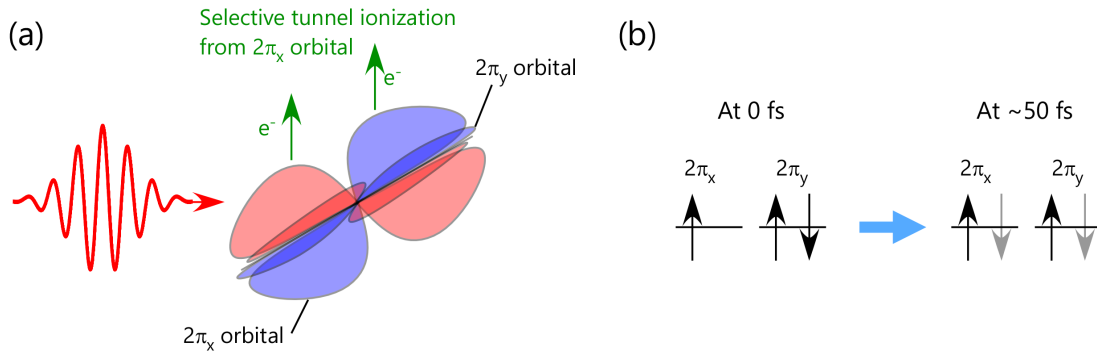 (a)
Selective tunnel ionization
from 2πx orbital
e-
e-
2πy orbital
2πx orbital
(b)
At 0 fs
At ~50 fs
2πx
2πy
2πx
2πy